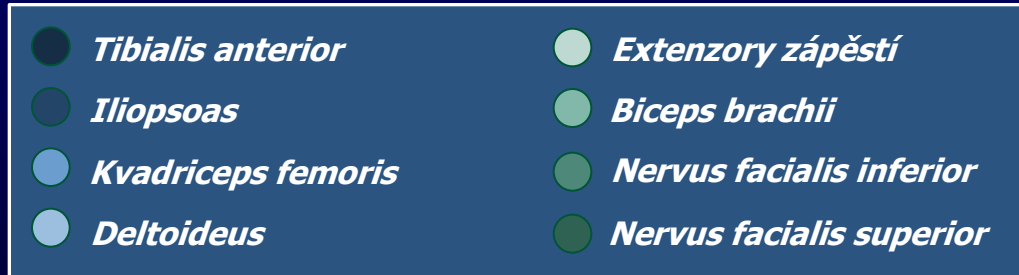 Tibialis anterior
Iliopsoas
Kvadriceps femoris
Deltoideus
Extenzory zápěstí
Biceps brachii
Nervus facialis inferior
Nervus facialis superior